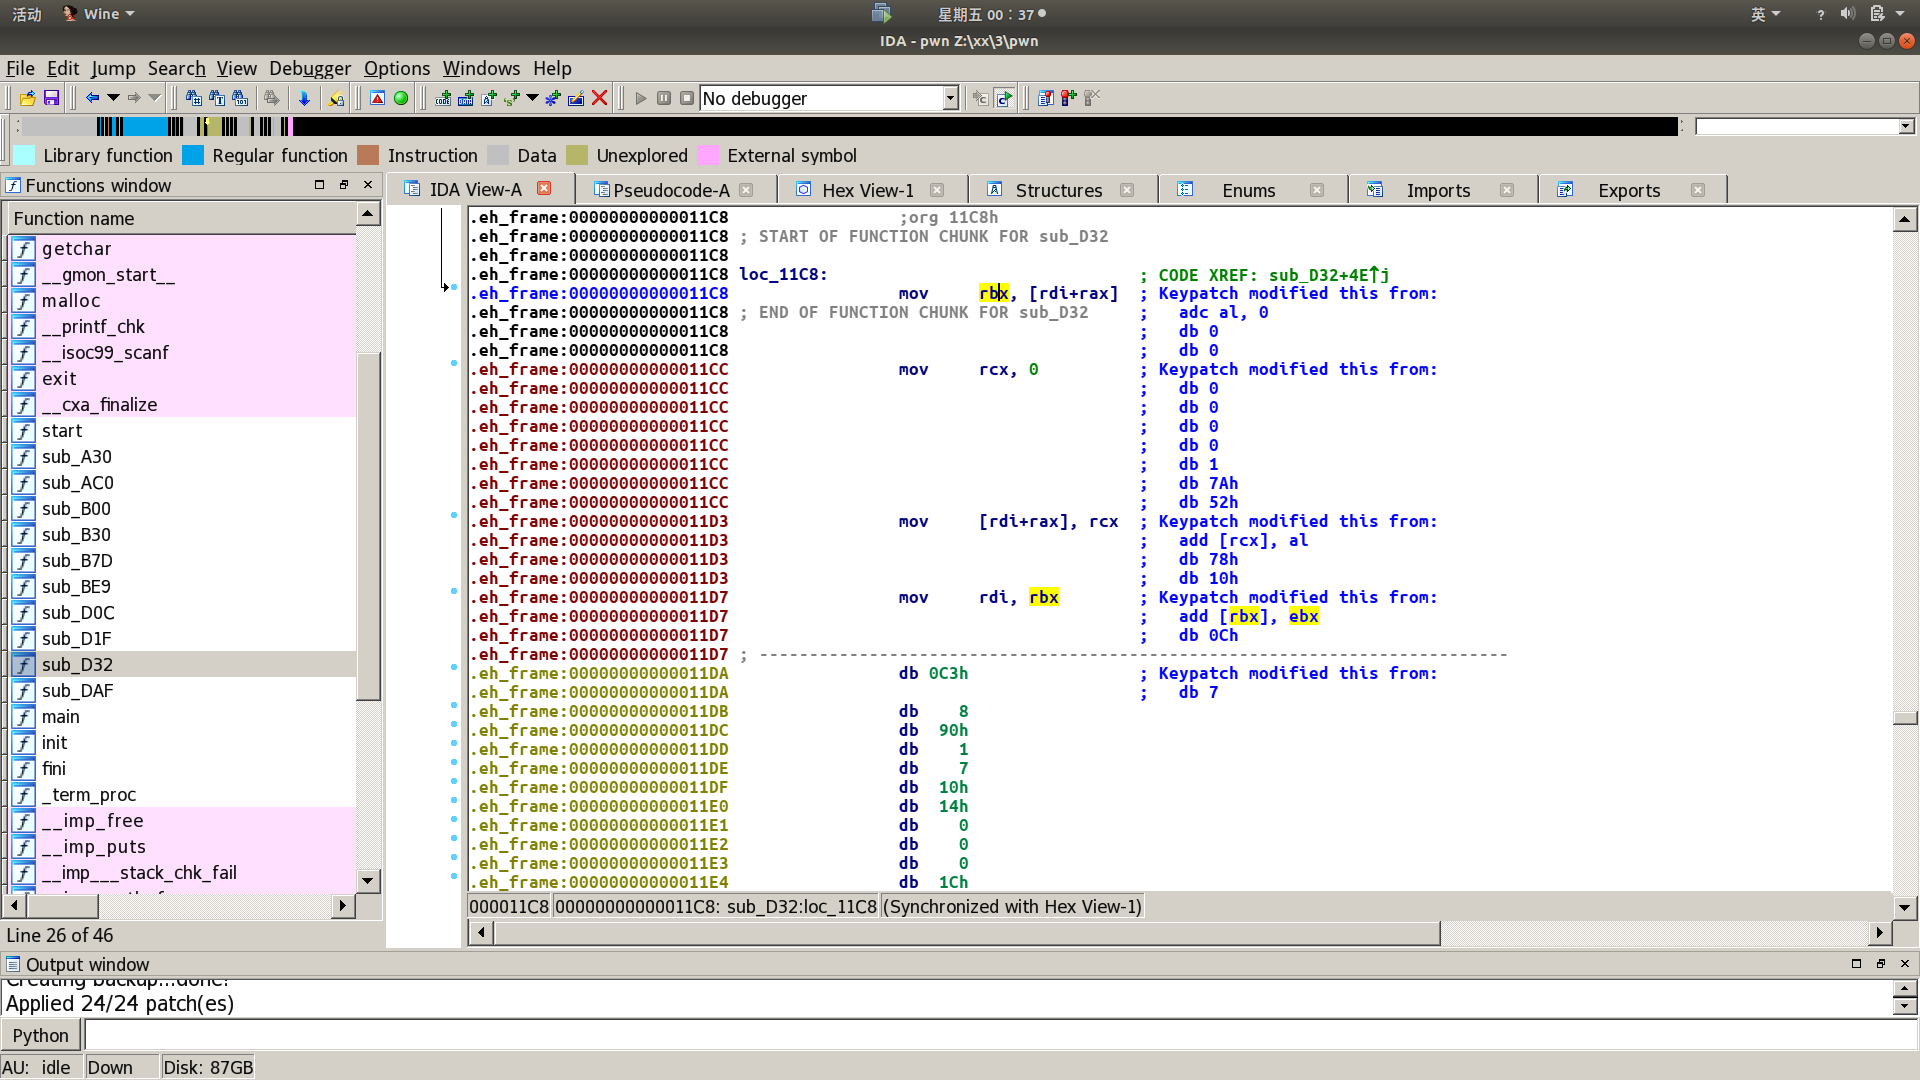 活动 Wine 星期五 00：37 英 ?
IDA - pwn Z:\xx\3\pwn
File Edit Jump Search View Debugger Options Windows Help
No debugger
Library function Regular function Instruction Data Unexplored External symbol
Functions window
IDA View-A Pseudocode-A Hex View-1 Structures Enums Imports Exports
Function name
getchar
__gmon_start__
malloc
__printf_chk
__isoc99_scanf
exit
__cxa_finalize
start
sub_A30
sub_AC0
sub_B00
sub_B30
sub_B7D
sub_BE9
sub_D0C
sub_D1F
sub_D32
sub_DAF
main
init
fini
_term_proc
__imp_free
__imp_puts
__imp___stack_chk_fail
Line 26 of 46
.eh_frame:00000000000011C8 ;org 11C8h
.eh_frame:00000000000011C8 ; START OF FUNCTION CHUNK FOR sub_D32
.eh_frame:00000000000011C8
.eh_frame:00000000000011C8 loc_11C8: ; CODE XREF: sub_D32+4E↑j
.eh_frame:00000000000011C8 mov rbx, [rdi+rax] ; Keypatch modified this from:
.eh_frame:00000000000011C8 ; END OF FUNCTION CHUNK FOR sub_D32 ; adc al, 0
.eh_frame:00000000000011C8 ; db 0
.eh_frame:00000000000011C8 ; db 0
.eh_frame:00000000000011CC mov rcx, 0 ; Keypatch modified this from:
.eh_frame:00000000000011CC ; db 0
.eh_frame:00000000000011CC ; db 0
.eh_frame:00000000000011CC ; db 0
.eh_frame:00000000000011CC ; db 0
.eh_frame:00000000000011CC ; db 1
.eh_frame:00000000000011CC ; db 7Ah
.eh_frame:00000000000011CC ; db 52h
.eh_frame:00000000000011D3 mov [rdi+rax], rcx ; Keypatch modified this from:
.eh_frame:00000000000011D3 ; add [rcx], al
.eh_frame:00000000000011D3 ; db 78h
.eh_frame:00000000000011D3 ; db 10h
.eh_frame:00000000000011D7 mov rdi, rbx ; Keypatch modified this from:
.eh_frame:00000000000011D7 ; add [rbx], ebx
.eh_frame:00000000000011D7 ; db 0Ch
.eh_frame:00000000000011D7 ; ---------------------------------------------------------------------------
.eh_frame:00000000000011DA db 0C3h ; Keypatch modified this from:
.eh_frame:00000000000011DA ; db 7
.eh_frame:00000000000011DB db 8
.eh_frame:00000000000011DC db 90h
.eh_frame:00000000000011DD db 1
.eh_frame:00000000000011DE db 7
.eh_frame:00000000000011DF db 10h
.eh_frame:00000000000011E0 db 14h
.eh_frame:00000000000011E1 db 0
.eh_frame:00000000000011E2 db 0
.eh_frame:00000000000011E3 db 0
.eh_frame:00000000000011E4 db 1Ch
000011C8 00000000000011C8: sub_D32:loc_11C8 (Synchronized with Hex View-1)
Output window
Creating backup...done!
Applied 24/24 patch(es)
Python
AU: idle Down Disk: 87GB